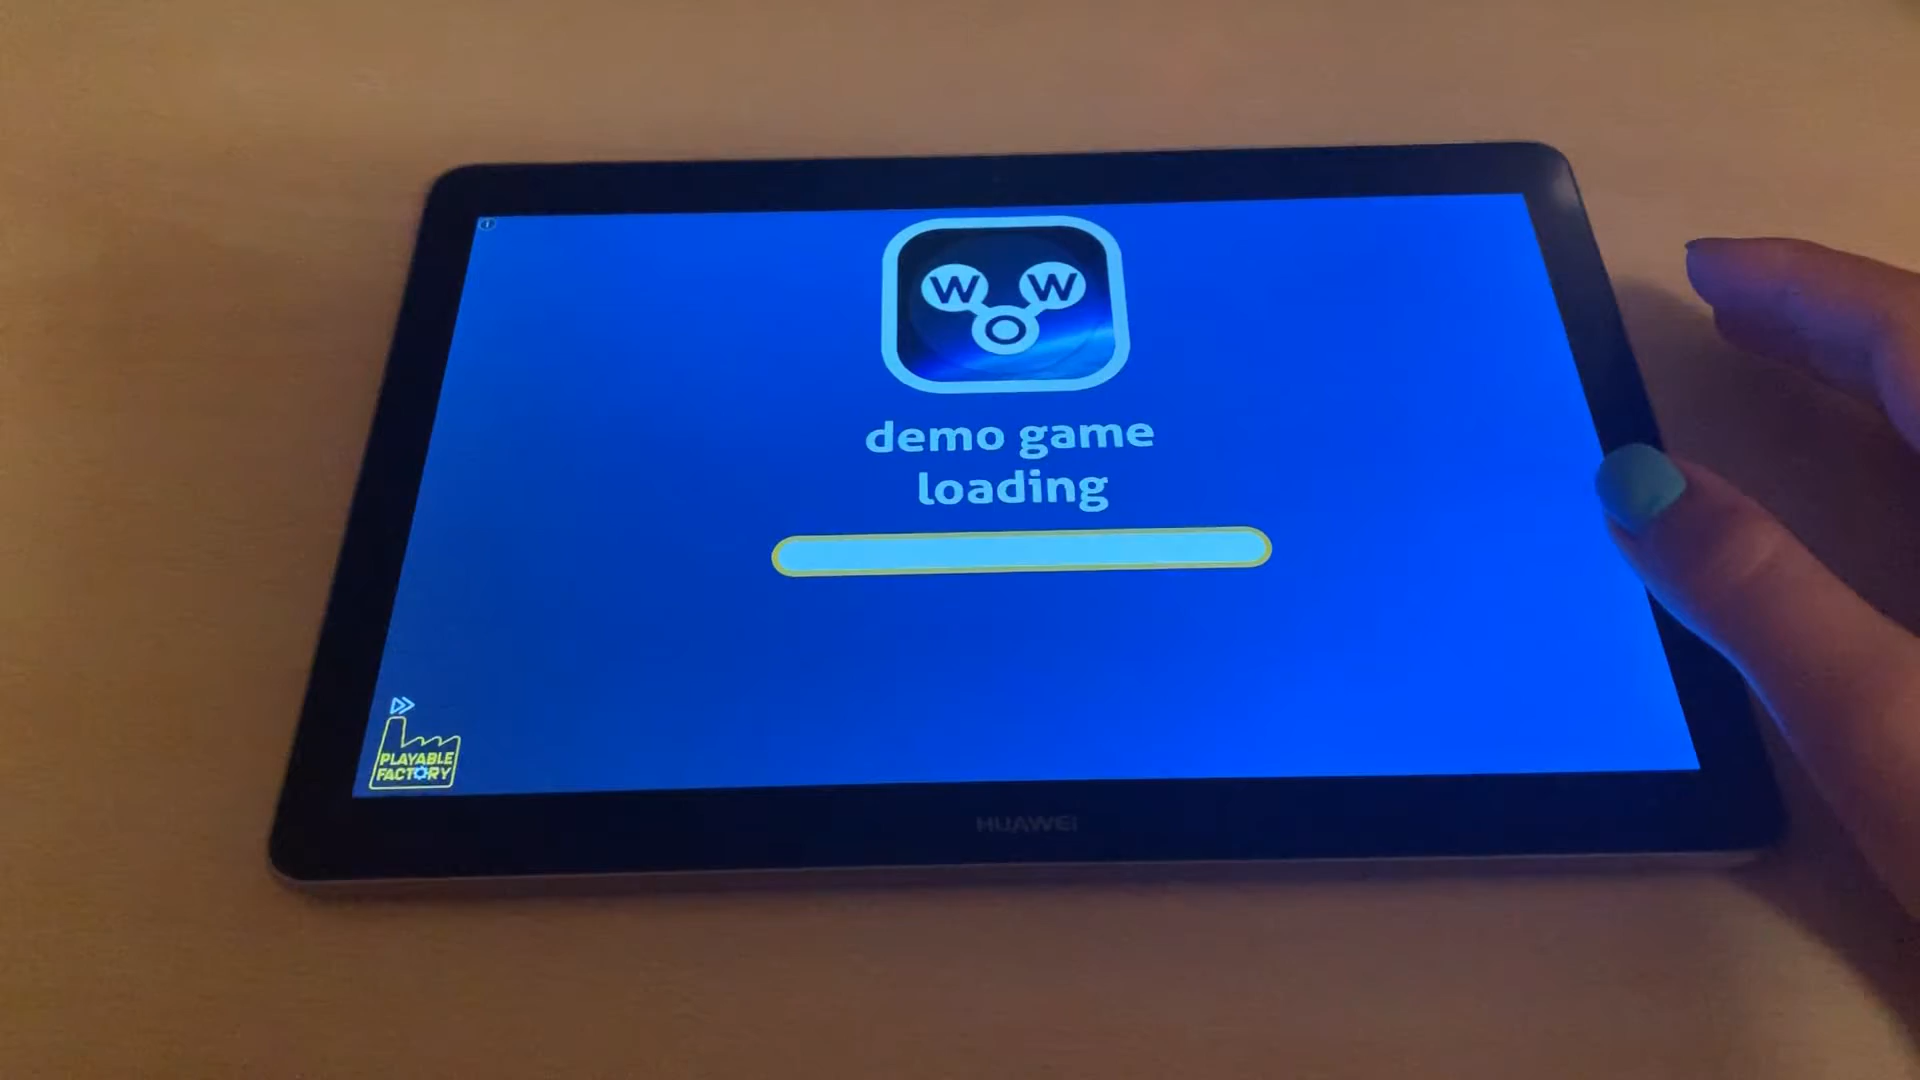 W W
O
demo game
loading
PLAYABLE
FACTORY
HUAWEI